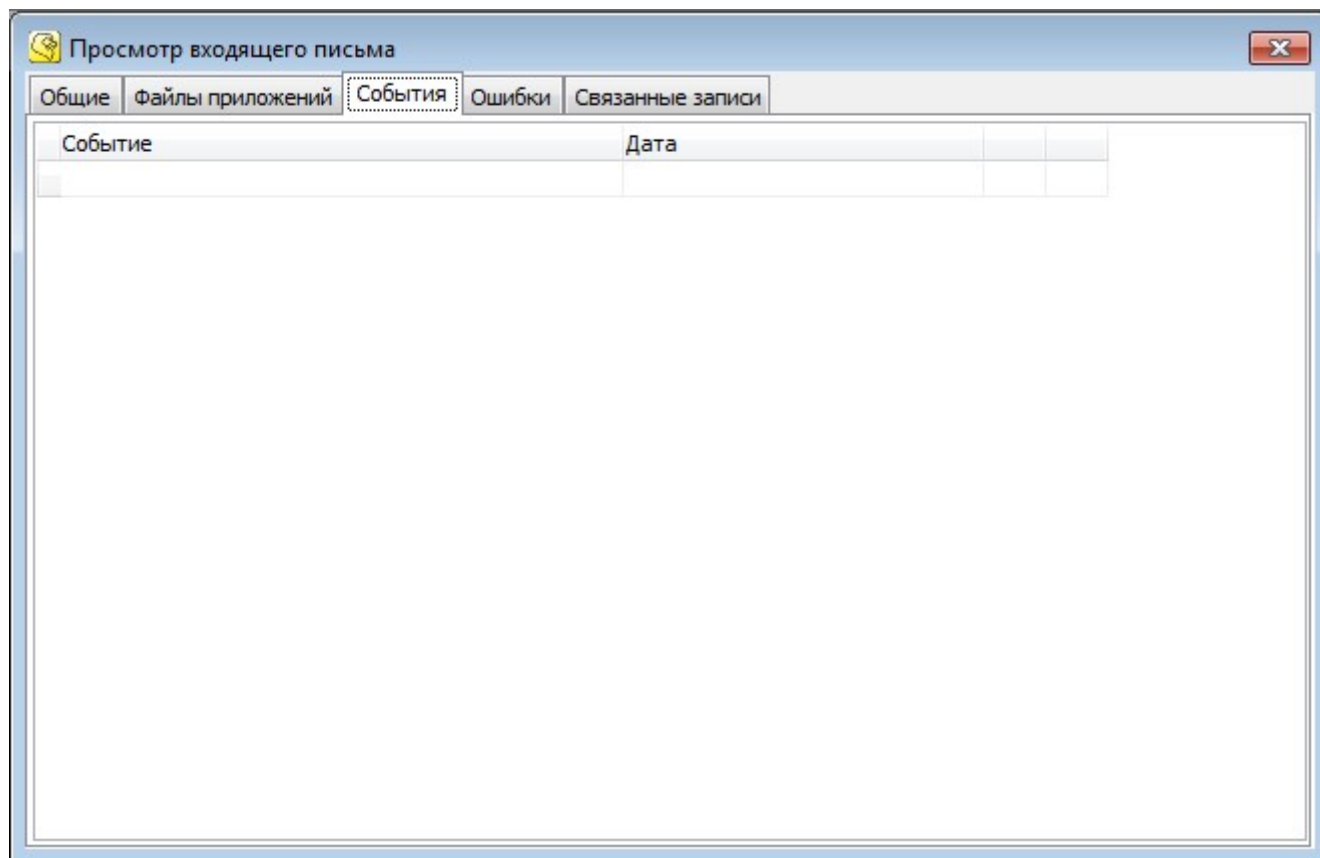 Просмотр входящего письма
Общие Файлы приложений События Ошибки Связанные записи
Событие Дата